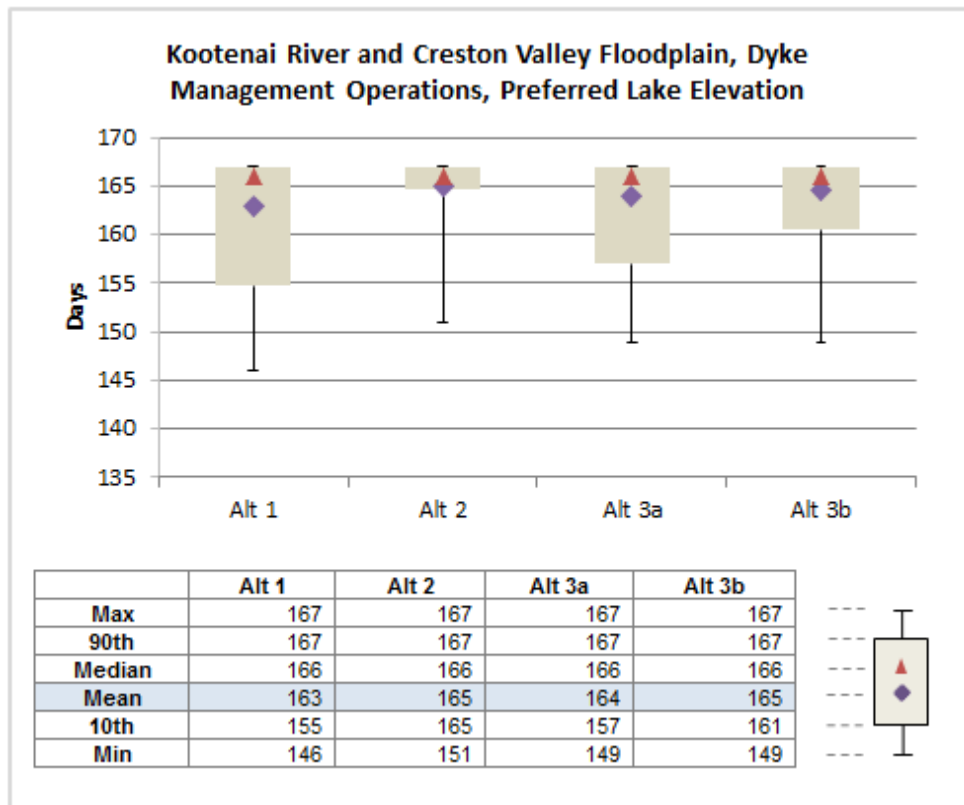 Kootenai River and Creston Valley Floodplain, Dyke
Management Operations, Preferred Lake Elevation
170
165
160
155
150
145
140
135
Days
Alt 1 Alt 2 Alt 3a Alt 3b
Alt 1 Alt 2 Alt 3a Alt 3b
Max 167 167 167 167
90th 167 167 167 167
Median 166 166 166 166
Mean 163 165 164 165
10th 155 165 157 161
Min 146 151 149 149